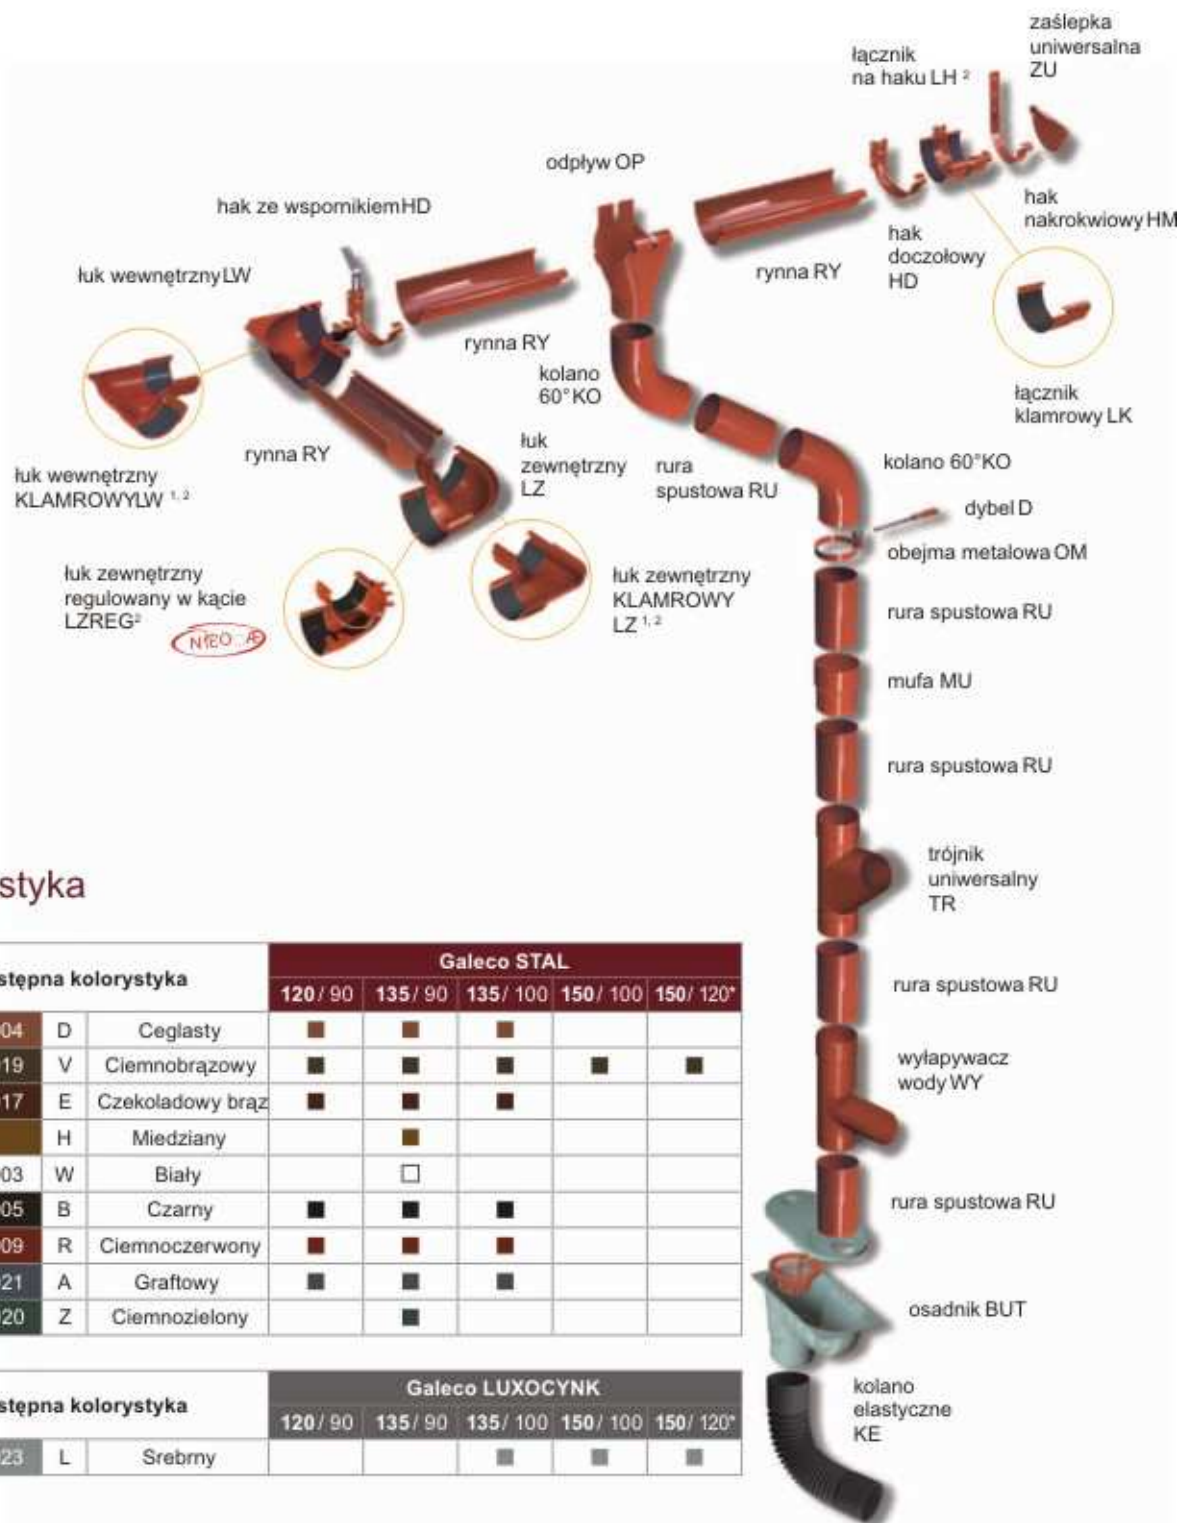 zaślepka
uniwersalna
ZU
łącznik
na haku LH ²
odpływ OP
hak ze wspornikiemHD
hak
nakrokwiowy HM
łuk wewnętrznyLW
hak
doczołowy
HD
rynna RY
rynna RY
kolano
60°KO
łącznik
klamrowy LK
łuk
zewnętrzny
LZ
rynna RY
łuk wewnętrzny
KLAMROWYLW ¹˒ ²
rura
spustowa RU
kolano 60°KO
dybel D
obejma metalowa OM
łuk zewnętrzny
regulowany w kącie
LZREG²
łuk zewnętrzny
KLAMROWY
LZ ¹˒ ²
rura spustowa RU
mufa MU
rura spustowa RU
trójnik
uniwersalny
TR
rura spustowa RU
wyłapywacz
wody WY
rura spustowa RU
osadnik BUT
kolano
elastyczne
KE
styka
stępna kolorystyka
Galeco STAL
120 / 90 135 / 90 135 / 100 150 / 100 150 / 120*
04 D Ceglasty
19 V Ciemnobrązowy
17 E Czekoladowy brąz
H Miedziany
03 W Biały
05 B Czarny
09 R Ciemnoczerwony
21 A Graftowy
20 Z Ciemnozielony
stępna kolorystyka
Galeco LUXOCYNK
120 / 90 135 / 90 135 / 100 150 / 100 150 / 120*
23 L Srebrny